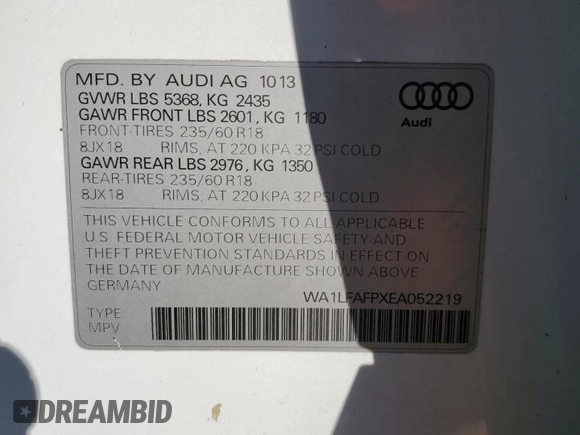 MFD. BY AUDI AG 10 13
GVWR LBS 5368, KG 2435
GAWR FRONT LBS 2601, KG 1180
FRONT-TIRES 235/60 R18
8JX18 RIMS, AT 220 KPA 32 PSI COLD
GAWR REAR LBS 2976, KG 1350
REAR-TIRES 235/60 R18
8JX18 RIMS, AT 220 KPA 32 PSI COLD
Audi
THIS VEHICLE CONFORMS TO ALL APPLICABLE
U.S. FEDERAL MOTOR VEHICLE SAFETY AND
THEFT PREVENTION STANDARDS IN EFFECT ON
THE DATE OF MANUFACTURE SHOWN ABOVE
GERMANY
WA1LFAFPXEA052219
TYPE
MPV
DREAMBID